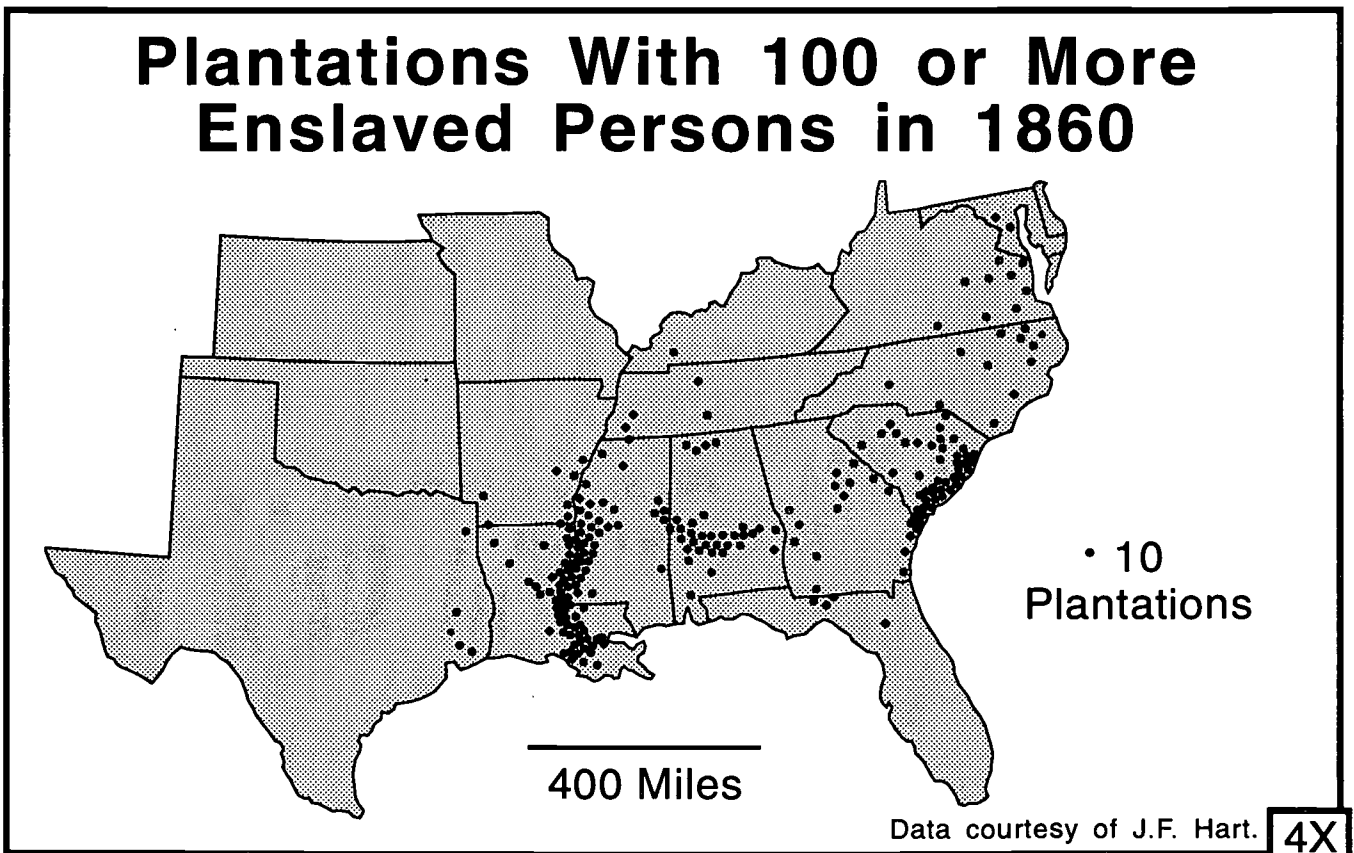 Plantations With 100 or More
Enslaved Persons in 1860
• 10
Plantations
400 Miles
Data courtesy of J.F. Hart.
4X